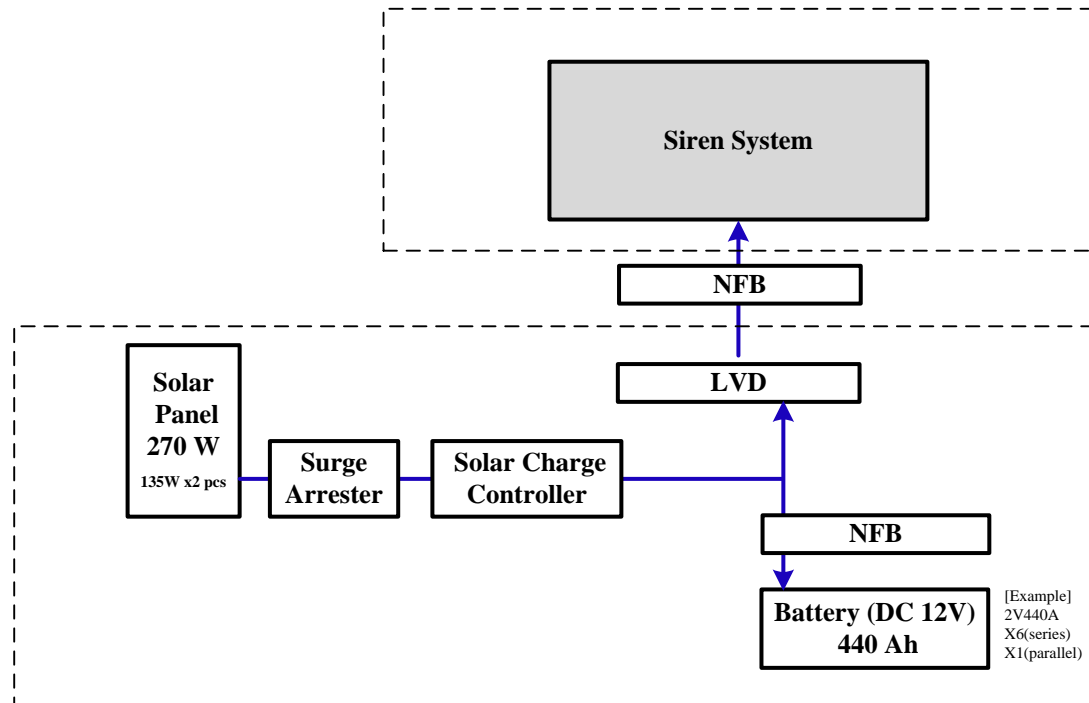 Siren System
NFB
LVD
Solar
Panel
270 W
135W x2 pcs
Surge
Arrester
Solar Charge
Controller
NFB
Battery (DC 12V)
440 Ah
[Example]
2V440A
X6(series)
X1(parallel)